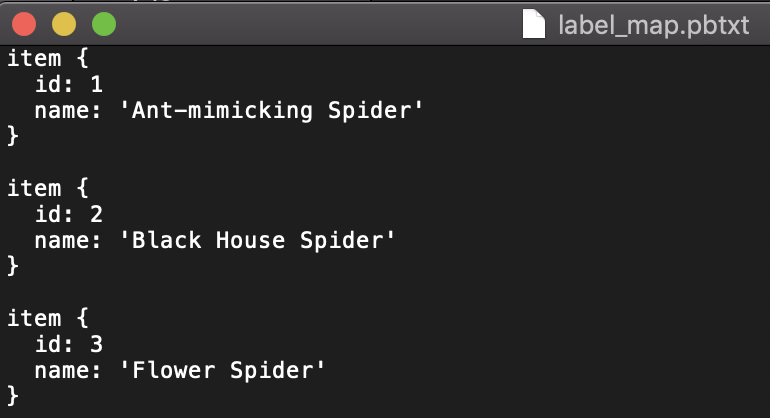 label_map.pbtxt
item {
  id: 1
  name: 'Ant-mimicking Spider'
}

item {
  id: 2
  name: 'Black House Spider'
}

item {
  id: 3
  name: 'Flower Spider'
}